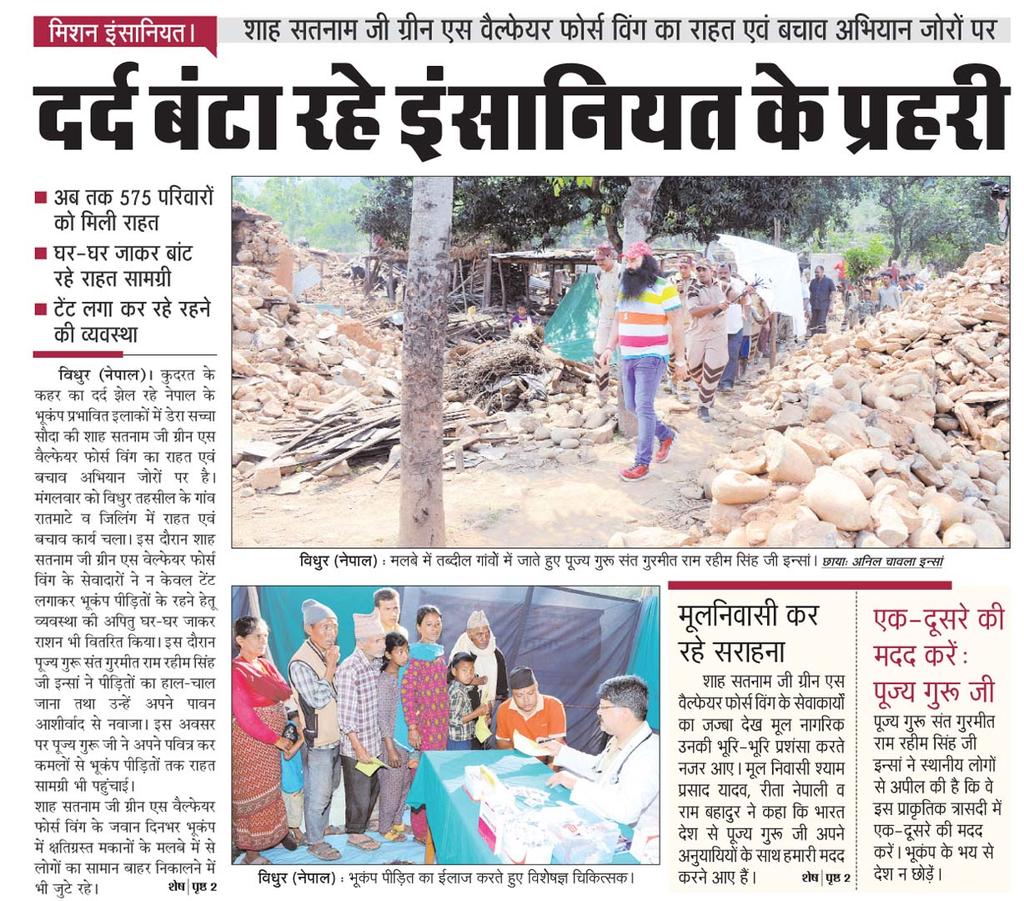 मिशन इंसानियत।
शाह सतनाम जी ग्रीन एस वैल्फेयर फोर्स विंग का राहत एवं बचाव अभियान जोरों पर
दर्द बंटा रहे इंसानियत के प्रहरी
अब तक 575 परिवारों
को मिली राहत
घर-घर जाकर बांट
रहे राहत सामग्री
टेंट लगा कर रहे रहने
की व्यवस्था
विधुर (नेपाल)। कुदरत के
कहर का दर्द झेल रहे नेपाल के
भूकंप प्रभावित इलाकों में डेरा सच्चा
सौदा की शाह सतनाम जी ग्रीन एस
वैल्फेयर फोर्स विंग का राहत एवं
बचाव अभियान जोरों पर है।
मंगलवार को विधुर तहसील के गांव
रातमाटे व जिलिंग में राहत एवं
बचाव कार्य चला। इस दौरान शाह
सतनाम जी ग्रीन एस वेल्फेयर फोर्स
विंग के सेवादारों ने न केवल टेंट
लगाकर भूकंप पीड़ितों के रहने हेतू
व्यवस्था की अपितु घर-घर जाकर
राशन भी वितरित किया। इस दौरान
पूज्य गुरु संत गुरमीत राम रहीम सिंह
जी इन्सां ने पीड़ितों का हाल-चाल
जाना तथा उन्हें अपने पावन
आशीर्वाद से नवाजा। इस अवसर
पर पूज्य गुरु जी ने अपने पवित्र कर
कमलों से भूकंप पीड़ितों तक राहत
सामग्री भी पहुंचाई।
शाह सतनाम जी ग्रीन एस वैल्फेयर
फोर्स विंग के जवान दिनभर भूकंप
में क्षतिग्रस्त मकानों के मलबे में से
लोगों का सामान बाहर निकालने में
भी जुटे रहे। शेष|पृष्ठ 2
विधुर (नेपाल) : मलबे में तब्दील गांवों में जाते हुए पूज्य गुरु संत गुरमीत राम रहीम सिंह जी इन्सां। छायाः अनिल चावला इन्सां
विधुर (नेपाल) : भूकंप पीड़ित का ईलाज करते हुए विशेषज्ञ चिकित्सक।
मूलनिवासी कर
रहे सराहना
शाह सतनाम जी ग्रीन एस
वैल्फेयर फोर्स विंग के सेवाकार्यों
का जज्बा देख मूल नागरिक
उनकी भूरि-भूरि प्रशंसा करते
नजर आए। मूल निवासी श्याम
प्रसाद यादव, रीता नेपाली व
राम बहादुर ने कहा कि भारत
देश से पूज्य गुरु जी अपने
अनुयायियों के साथ हमारी मदद
करने आए हैं। शेष|पृष्ठ 2
एक-दूसरे की
मदद करें :
पूज्य गुरू जी
पूज्य गुरु संत गुरमीत
राम रहीम सिंह जी
इन्सां ने स्थानीय लोगों
से अपील की है कि वे
इस प्राकृतिक त्रासदी में
एक-दूसरे की मदद
करें। भूकंप के भय से
देश न छोड़ें।